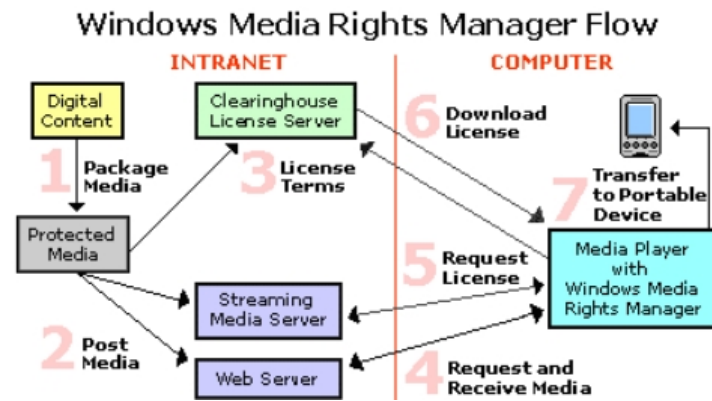 Windows Media Rights Manager Flow
INTRANET
COMPUTER
Digital
Content
Clearinghouse
License Server
6 Download
License
1 Package
Media
3 License
Terms
7 Transfer
to Portable
Device
Protected
Media
5 Request
License
Media Player
with
Windows Media
Rights Manager
Streaming
Media Server
2 Post
Media
Web Server
4 Request and
Receive Media